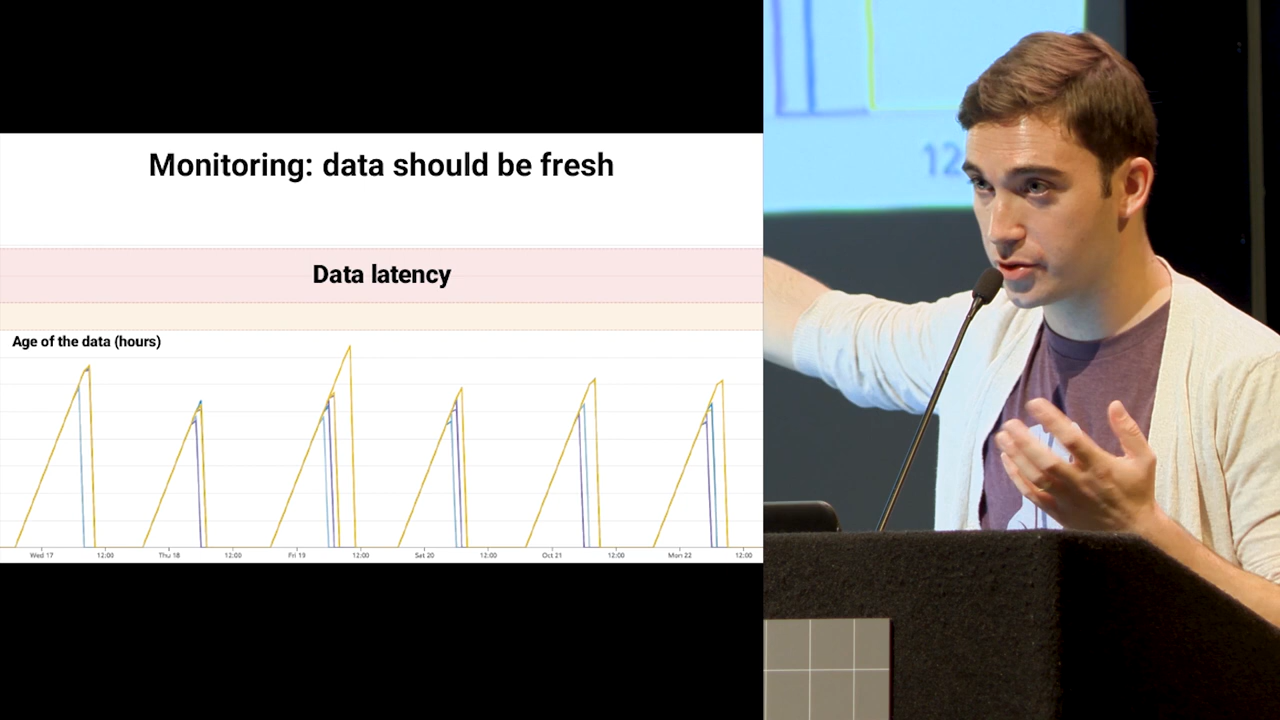 Monitoring: data should be fresh
Data latency
Age of the data (hours)
Wed 17 12:00 Thu 18 12:00 Fri 19 12:00 Sat 20 12:00 Oct 21 12:00 Mon 22 12:00
12